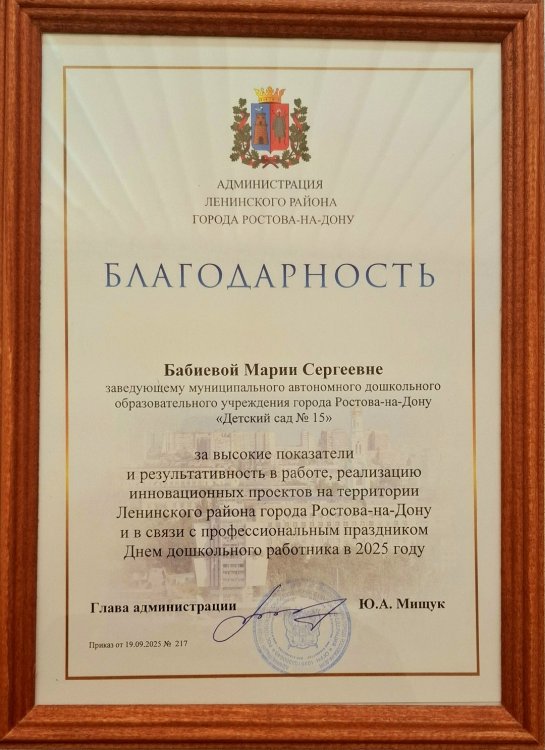 АДМИНИСТРАЦИЯ
ЛЕНИНСКОГО РАЙОНА
ГОРОДА РОСТОВА-НА-ДОНУ
БЛАГОДАРНОСТЬ
Бабиевой Марии Сергеевне
заведующему муниципального автономного дошкольного
образовательного учреждения города Ростова-на-Дону
«Детский сад № 15»
за высокие показатели
и результативность в работе, реализацию
инновационных проектов на территории
Ленинского района города Ростова-на-Дону
и в связи с профессиональным праздником
Днем дошкольного работника в 2025 году
Глава администрации Ю.А. Мищук
Приказ от 19.09.2025 № 217